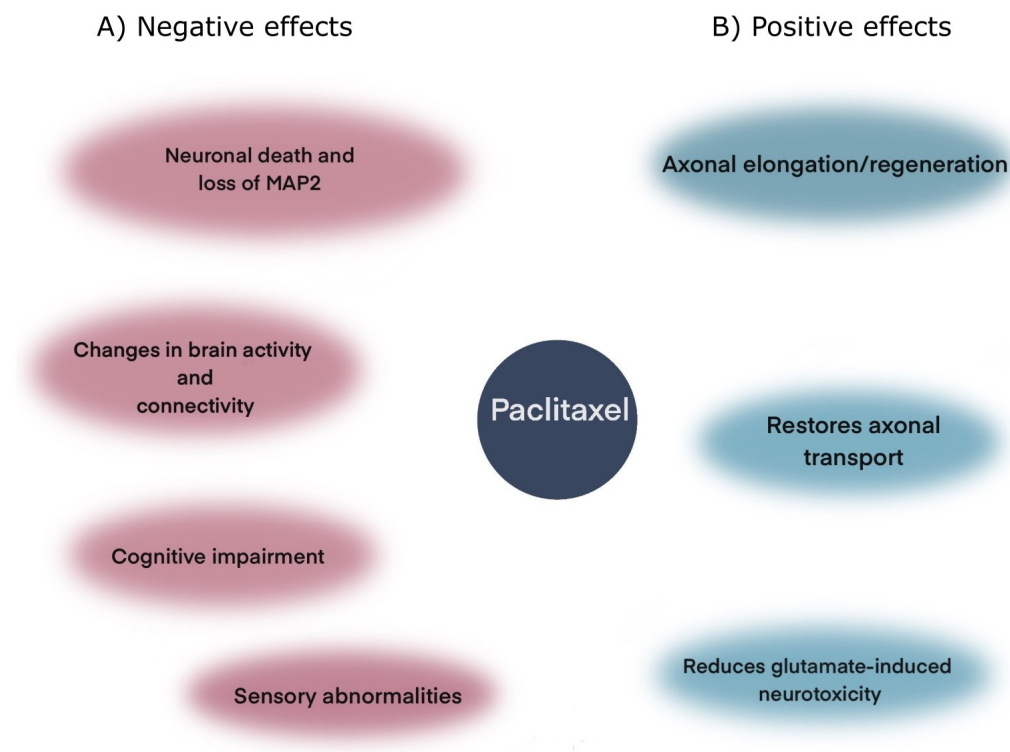 A) Negative effects
B) Positive effects
Neuronal death and
loss of MAP2
Changes in brain activity
and
connectivity
Cognitive impairment
Sensory abnormalities
Paclitaxel
Axonal elongation/regeneration
Restores axonal
transport
Reduces glutamate-induced
neurotoxicity